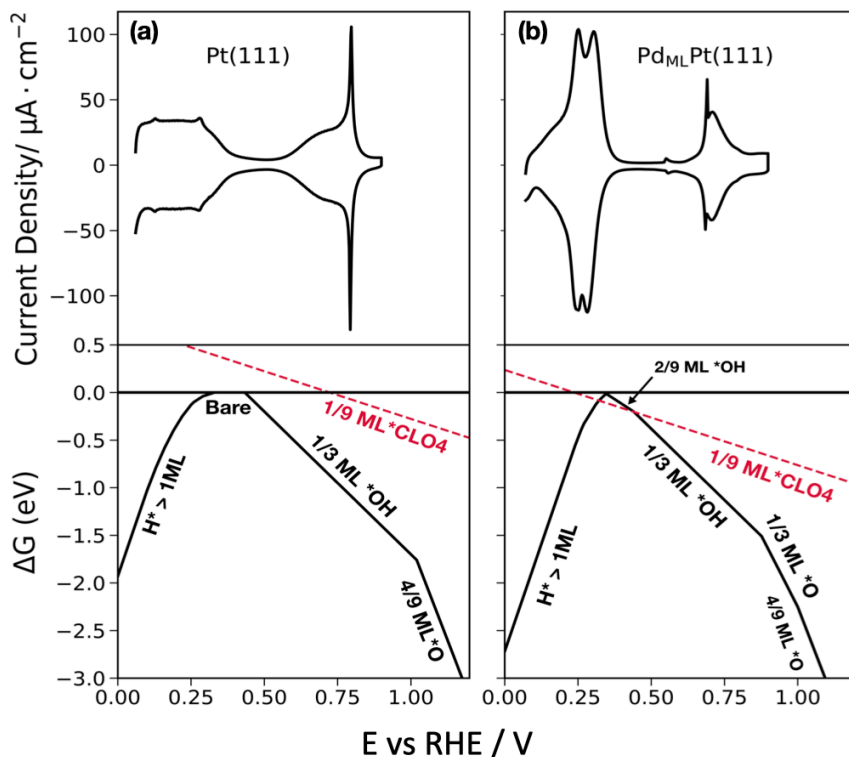 (a)
Pt(111)
(b)
Pd_ML Pt(111)
Current Density/ μA · cm⁻²
100
50
0
−50
−100
0.5
0.0
−0.5
−1.0
−1.5
−2.0
−2.5
−3.0
ΔG (eV)
Bare
H* > 1ML
1/3 ML *OH
1/9 ML*CLO4
4/9 ML*O
2/9 ML *OH
H* > 1ML
1/3 ML *OH
1/9 ML*CLO4
1/3 ML *O
4/9 ML*O
0.00 0.25 0.50 0.75 1.00
0.00 0.25 0.50 0.75 1.00
E vs RHE / V